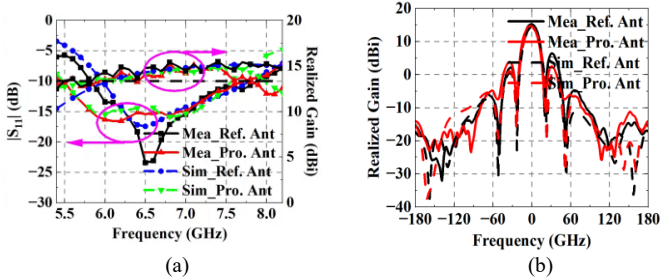 |S₁₁| (dB)
0
−5
−10
−15
−20
−25
−30
5.5 6.0 6.5 7.0 7.5 8.0
Frequency (GHz)
20
15
10
5
0
Realized Gain (dBi)
Mea_Ref. Ant
Mea_Pro. Ant
Sim_Ref. Ant
Sim_Pro. Ant
(a)
Realized Gain (dBi)
20
10
0
−10
−20
−30
−40
−180 −120 −60 0 60 120 180
Frequency (GHz)
Mea_Ref. Ant
Mea_Pro. Ant
Sim_Ref. Ant
Sim_Pro. Ant
(b)